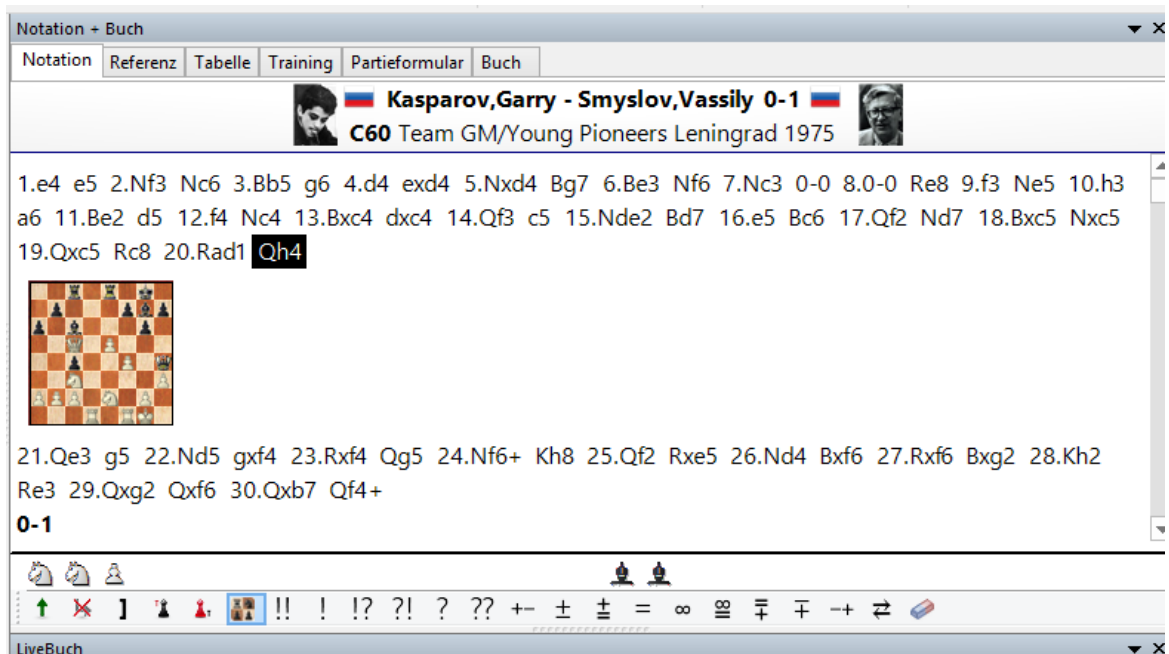 Notation + Buch
Notation Referenz Tabelle Training Partieformular Buch
Kasparov,Garry - Smyslov,Vassily 0-1
C60 Team GM/Young Pioneers Leningrad 1975
1.e4 e5 2.Nf3 Nc6 3.Bb5 g6 4.d4 exd4 5.Nxd4 Bg7 6.Be3 Nf6 7.Nc3 0-0 8.0-0 Re8 9.f3 Ne5 10.h3
a6 11.Be2 d5 12.f4 Nc4 13.Bxc4 dxc4 14.Qf3 c5 15.Nde2 Bd7 16.e5 Bc6 17.Qf2 Nd7 18.Bxc5 Nxc5
19.Qxc5 Rc8 20.Rad1 Qh4
21.Qe3 g5 22.Nd5 gxf4 23.Rxf4 Qg5 24.Nf6+ Kh8 25.Qf2 Rxe5 26.Nd4 Bxf6 27.Rxf6 Bxg2 28.Kh2
Re3 29.Qxg2 Qxf6 30.Qxb7 Qf4+
0-1
] !! ! !? ?! ? ?? +− ± ⩲ = ∞ ⯹ ⩱ ∓ −+ ⇄
LiveBuch